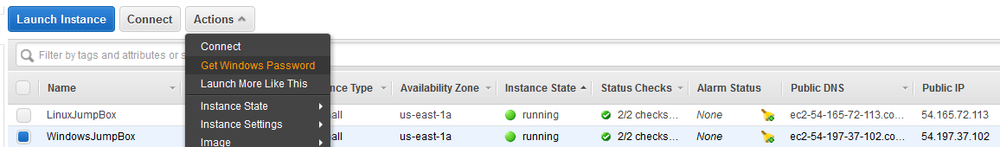 Launch Instance Connect Actions
Connect
Filter by tags and attributes or s
Get Windows Password
Launch More Like This
Name nce Type Availability Zone Instance State Status Checks Alarm Status Public DNS Public IP
Instance State
LinuxJumpBox all us-east-1a running 2/2 checks... None ec2-54-165-72-113.co... 54.165.72.113
Instance Settings
WindowsJumpBox all us-east-1a running 2/2 checks... None ec2-54-197-37-102.co... 54.197.37.102
Image